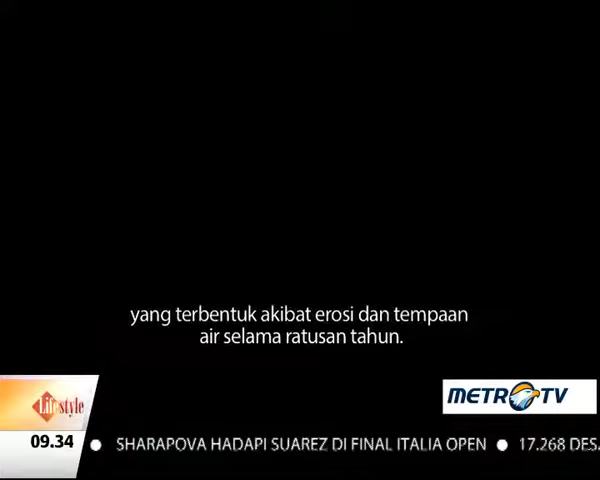 yang terbentuk akibat erosi dan tempaan
air selama ratusan tahun.
Lifestyle
METRO TV
09.34
SHARAPOVA HADAPI SUAREZ DI FINAL ITALIA OPEN
17.268 DESA